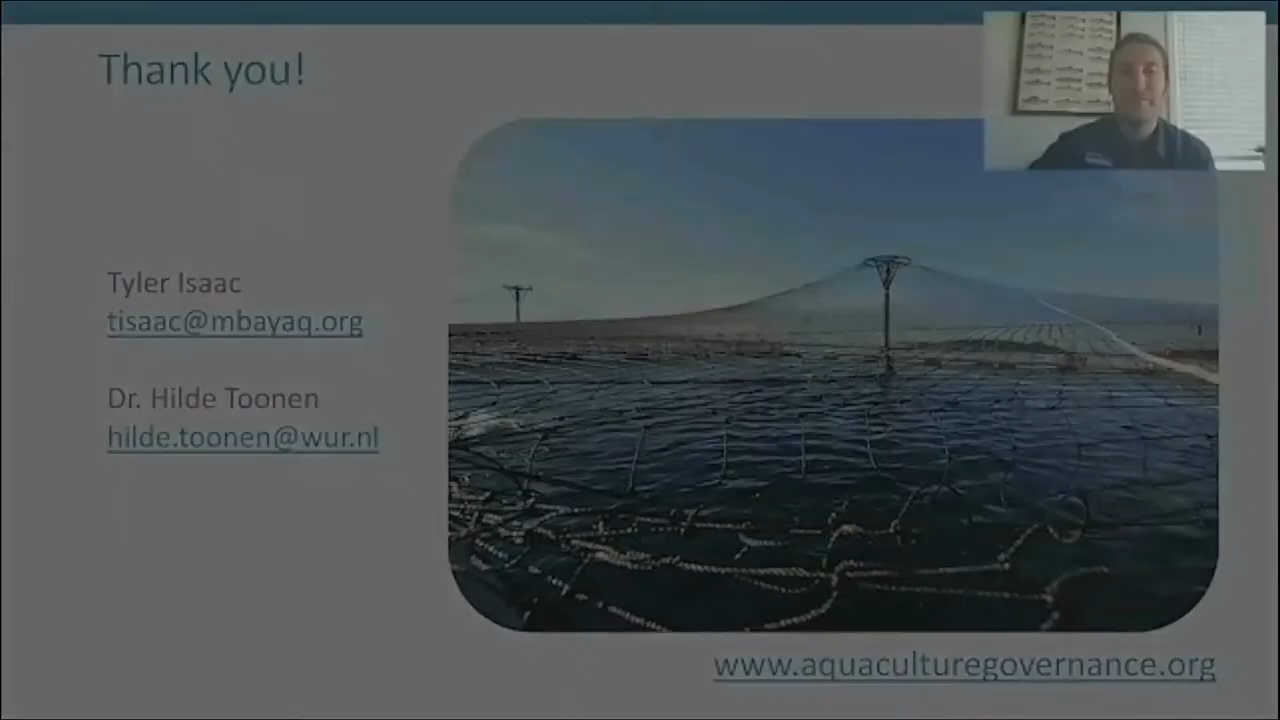 Thank you!
Tyler Isaac
tisaac@mbayaq.org
Dr. Hilde Toonen
hilde.toonen@wur.nl
www.aquaculturegovernance.org